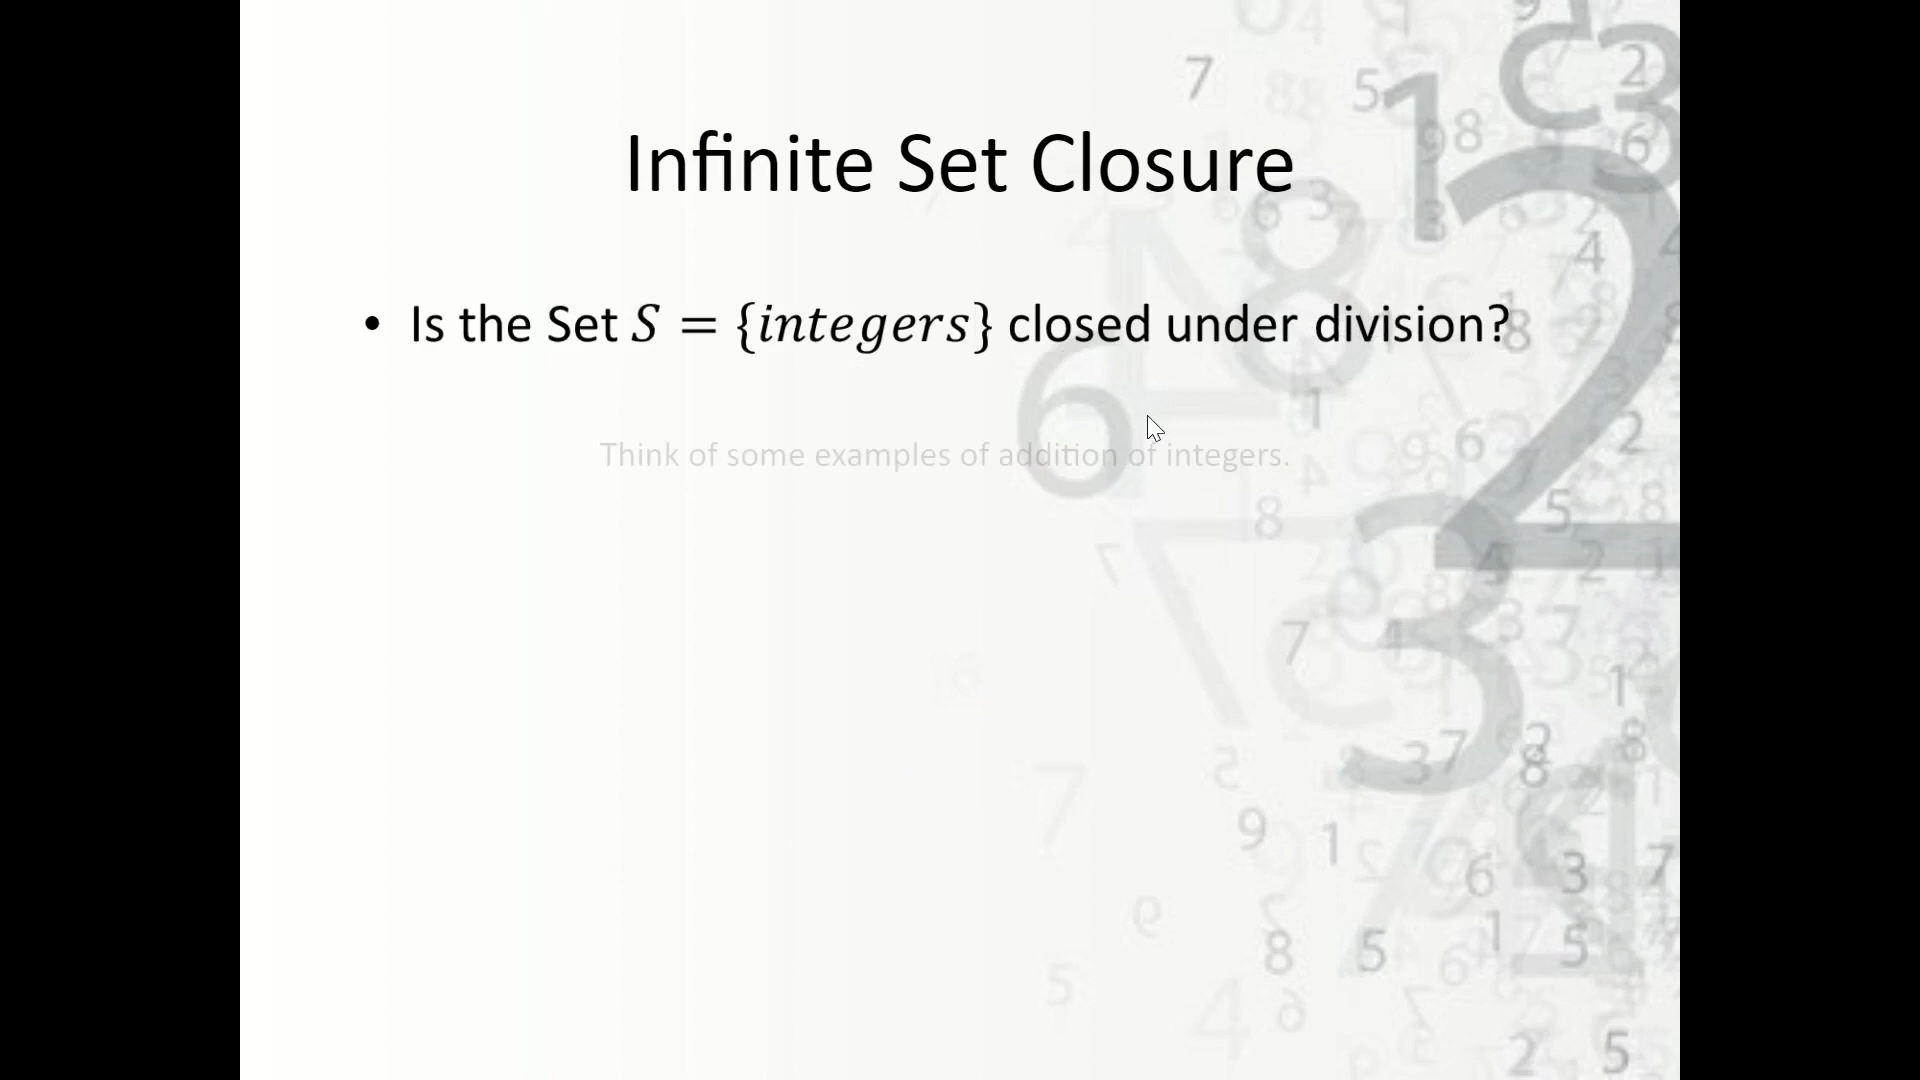 Infinite Set Closure
• Is the Set S = {integers} closed under division?
Think of some examples of addition of integers.